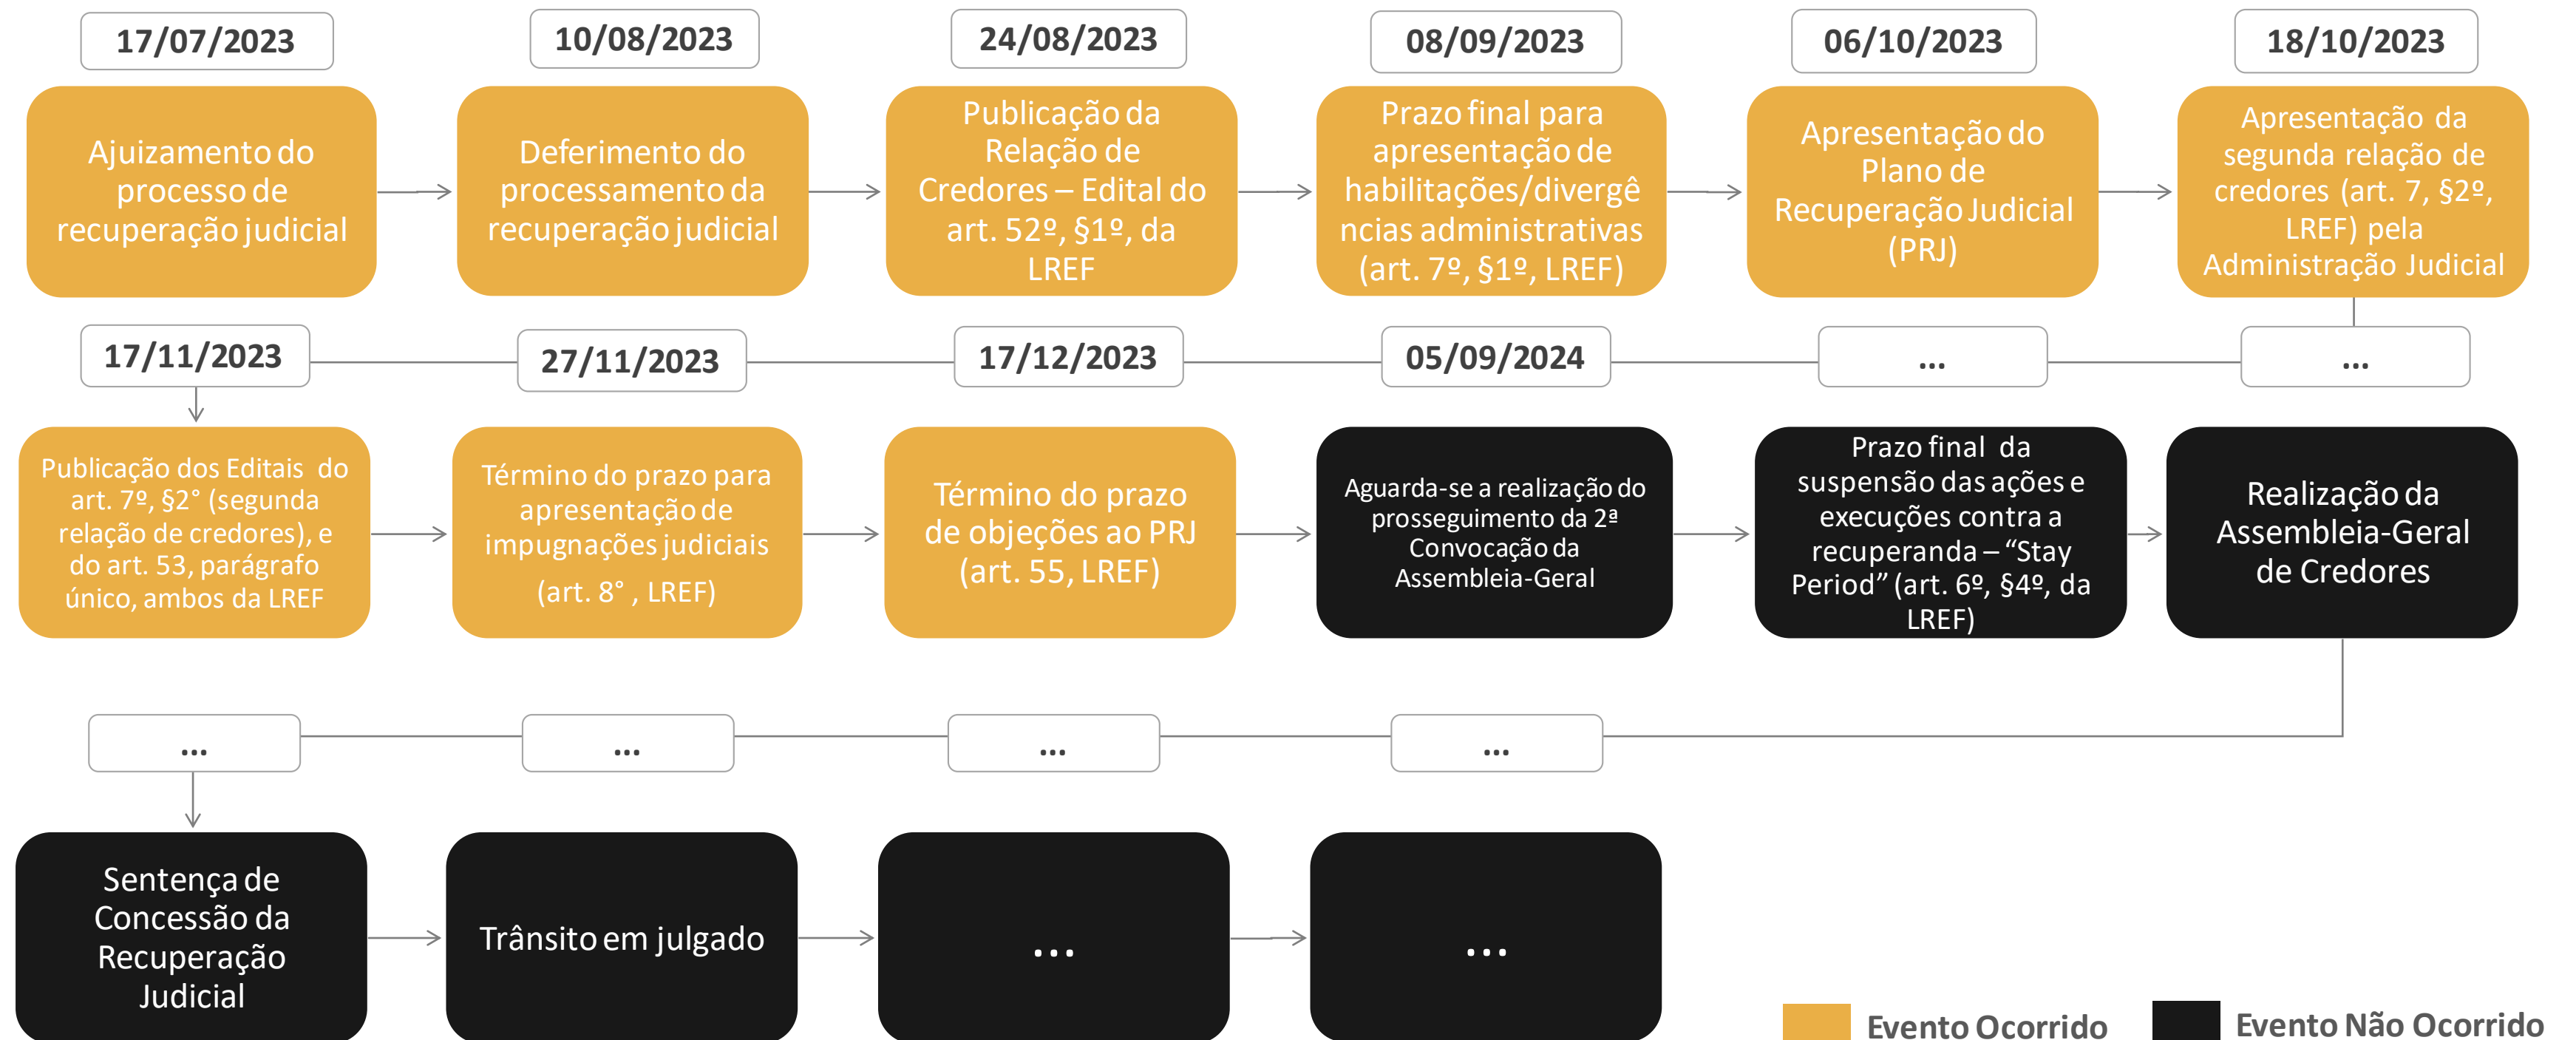 17/07/2023
10/08/2023
24/08/2023
08/09/2023
06/10/2023
18/10/2023
Ajuizamento do
processo de
recuperação judicial
Deferimento do
processamento da
recuperação judicial
Publicação da
Relação de
Credores – Edital do
art. 52º, §1º, da
LREF
Prazo final para
apresentação de
habilitações/divergê
ncias administrativas
(art. 7º, §1º, LREF)
Apresentação do
Plano de
Recuperação Judicial
(PRJ)
Apresentação da
segunda relação de
credores (art. 7, §2º,
LREF) pela
Administração Judicial
17/11/2023
27/11/2023
17/12/2023
05/09/2024
...
...
Publicação dos Editais do
art. 7º, §2° (segunda
relação de credores), e
do art. 53, parágrafo
único, ambos da LREF
Término do prazo para
apresentação de
impugnações judiciais
(art. 8° , LREF)
Término do prazo
de objeções ao PRJ
(art. 55, LREF)
Aguarda-se a realização do
prosseguimento da 2ª
Convocação da
Assembleia-Geral
Prazo final da
suspensão das ações e
execuções contra a
recuperanda – “Stay
Period” (art. 6º, §4º, da
LREF)
Realização da
Assembleia-Geral
de Credores
...
...
...
...
Sentença de
Concessão da
Recuperação
Judicial
Trânsito em julgado
...
...
Evento Ocorrido
Evento Não Ocorrido